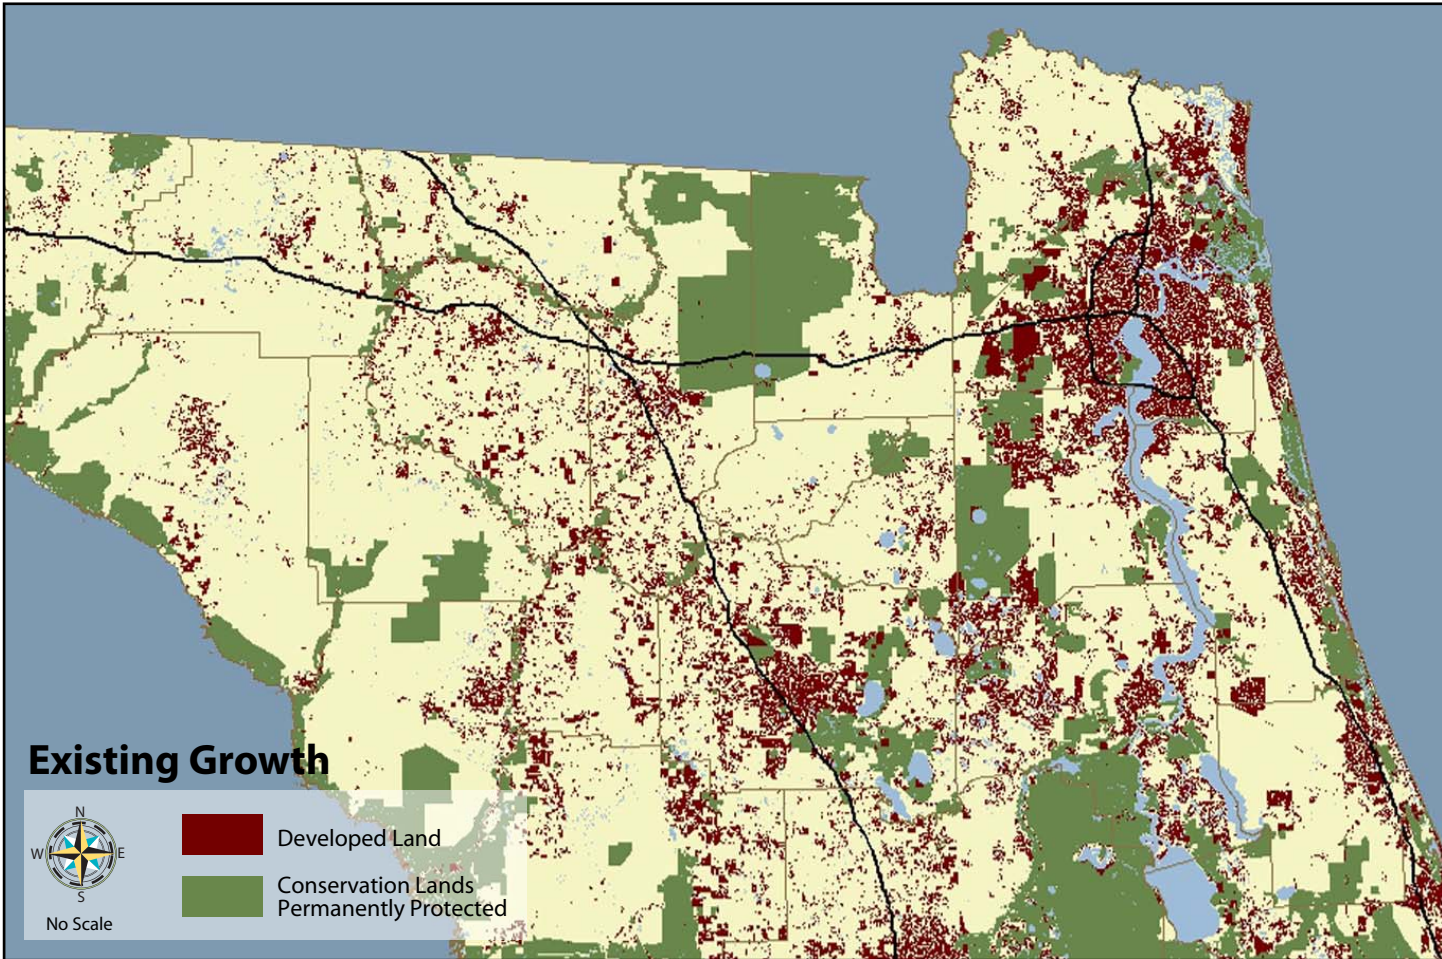 Existing Growth
N
W
E
S
No Scale
Developed Land
Conservation Lands
Permanently Protected